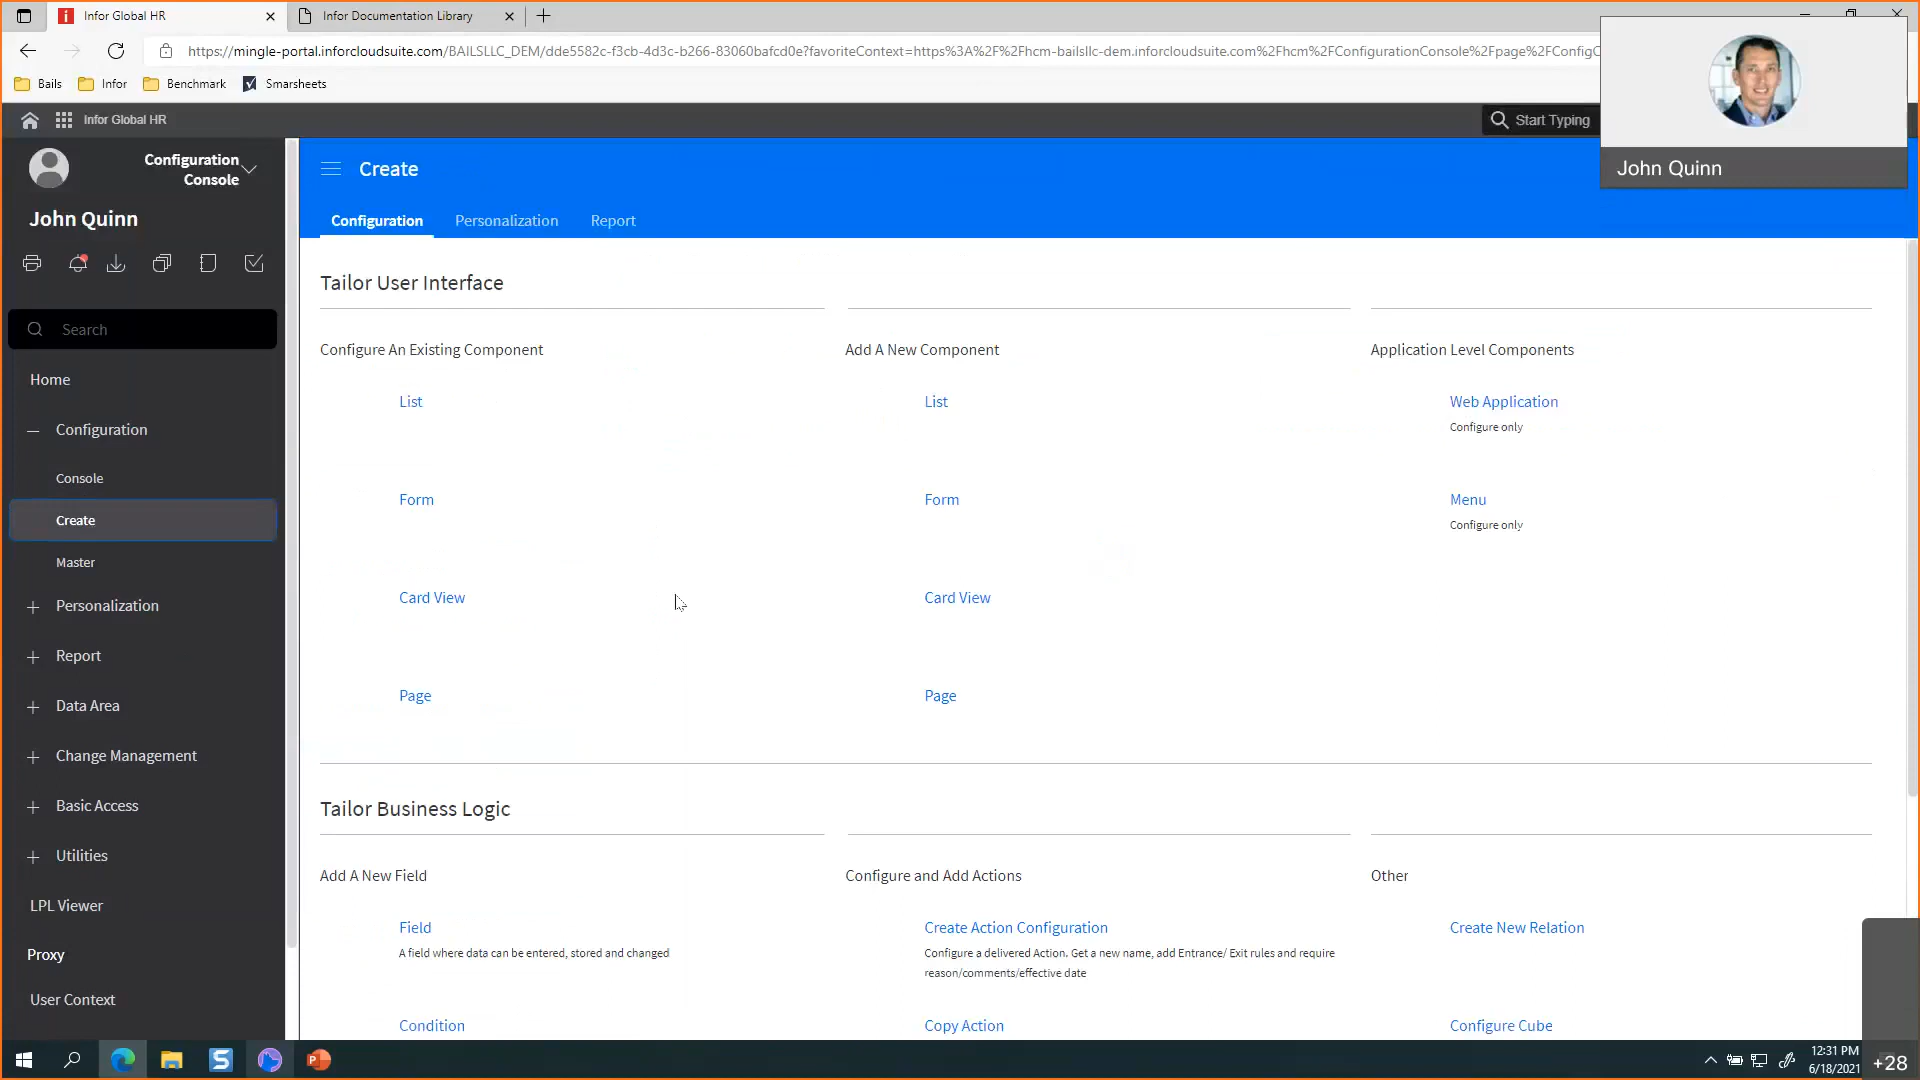 Infor Global HR
Infor Documentation Library
https://mingle-portal.inforcloudsuite.com/BAILSLLC_DEM/dde5582c-f3cb-4d3c-b266-83060bafcd0e?favoriteContext=https%3A%2F%2Fhcm-bailsllc-dem.inforcloudsuite.com%2Fhcm%2FConfigurationConsole%2Fpage%2FConfigC
Bails
Infor
Benchmark
Smarsheets
Infor Global HR
Start Typing
John Quinn
Configuration
Console
John Quinn
Search
Home
Configuration
Console
Create
Master
Personalization
Report
Data Area
Change Management
Basic Access
Utilities
LPL Viewer
Proxy
User Context
Create
Configuration Personalization Report
Tailor User Interface
Configure An Existing Component
List
Form
Card View
Page
Add A New Component
List
Form
Card View
Page
Application Level Components
Web Application
Configure only
Menu
Configure only
Tailor Business Logic
Add A New Field
Field
A field where data can be entered, stored and changed
Condition
Configure and Add Actions
Create Action Configuration
Configure a delivered Action. Get a new name, add Entrance/ Exit rules and require
reason/comments/effective date
Copy Action
Other
Create New Relation
Configure Cube
12:31 PM
6/18/2021
+28